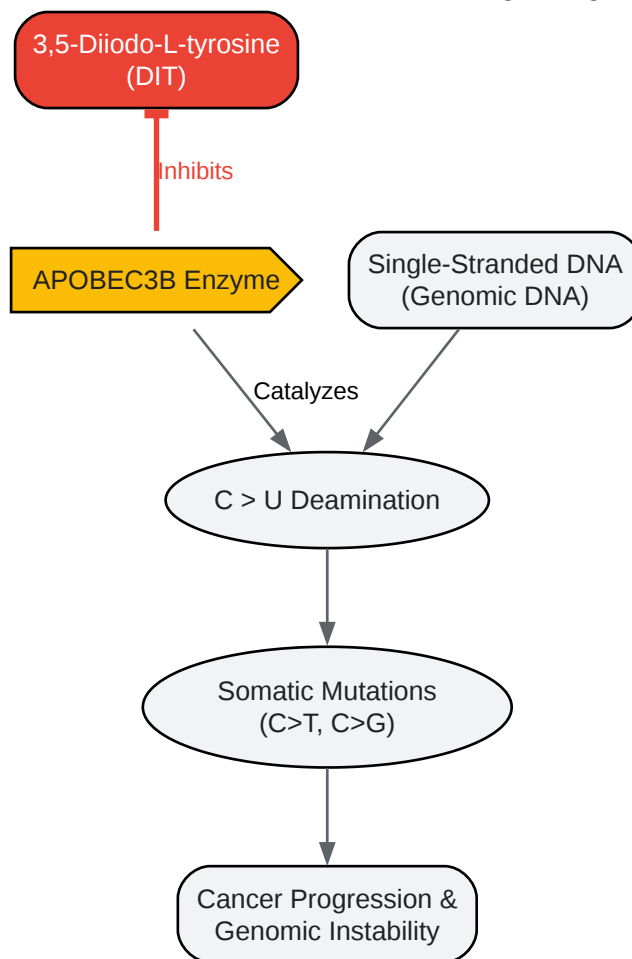 3,5-Diiodo-L-tyrosine
(DIT)
Inhibits
APOBEC3B Enzyme
Single-Stranded DNA
(Genomic DNA)
Catalyzes
C > U Deamination
Somatic Mutations
(C>T, C>G)
Cancer Progression &
Genomic Instability